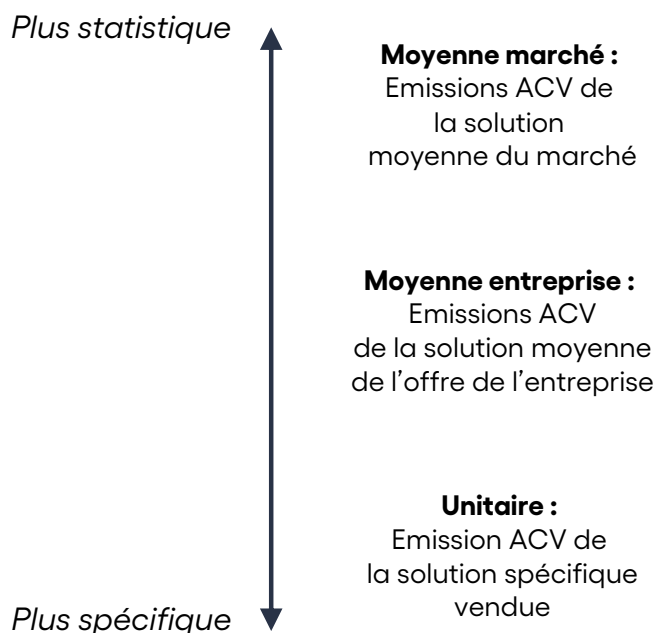 Plus statistique
Moyenne marché :
Emissions ACV de
la solution
moyenne du marché
Moyenne entreprise :
Emissions ACV
de la solution moyenne
de l’offre de l’entreprise
Unitaire :
Emission ACV de
la solution spécifique
vendue
Plus spécifique